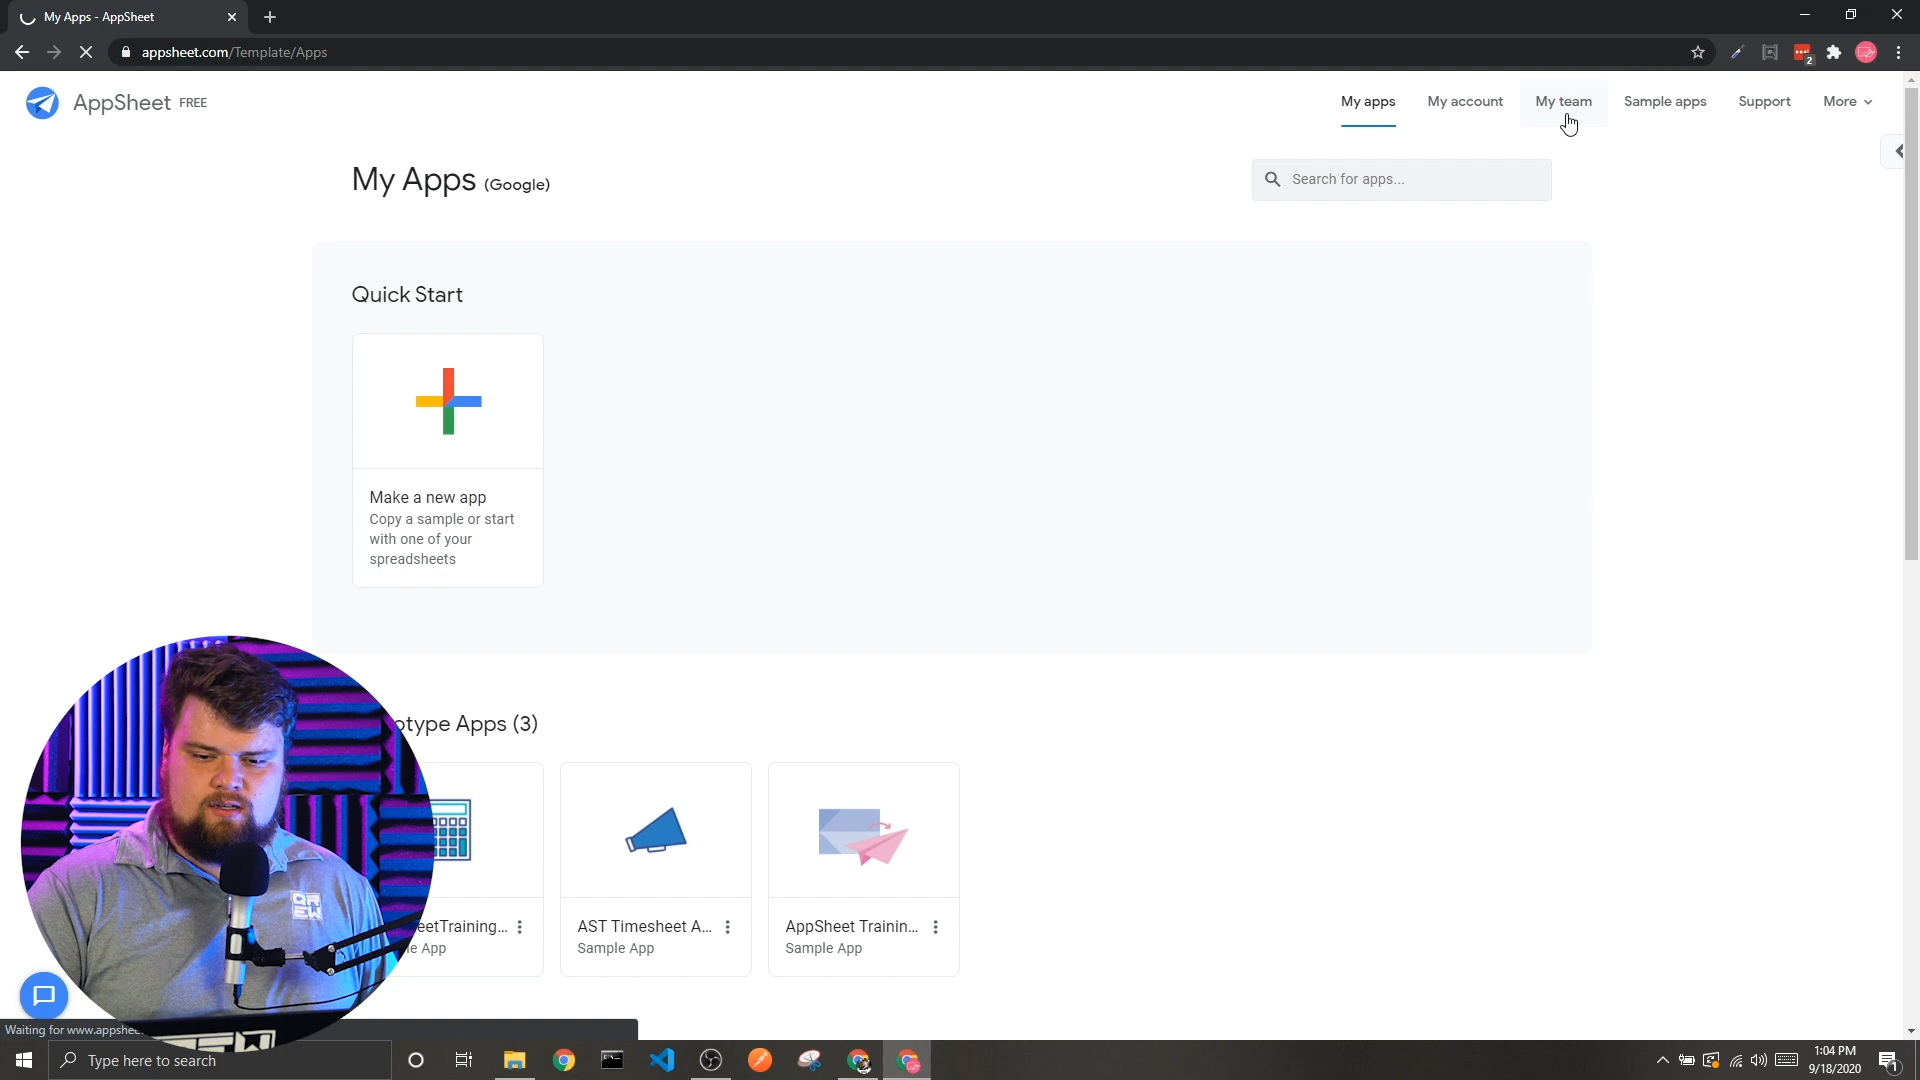 My Apps - AppSheet
appsheet.com/Template/Apps
2
AppSheet FREE
My apps
My account
My team
Sample apps
Support
More
My Apps (Google)
Search for apps...
Quick Start
Make a new app
Copy a sample or start
with one of your
spreadsheets
otype Apps (3)
eetTraining...
le App
AST Timesheet A...
Sample App
AppSheet Trainin...
Sample App
Waiting for www.appshee
Type here to search
1:04 PM
9/18/2020
1